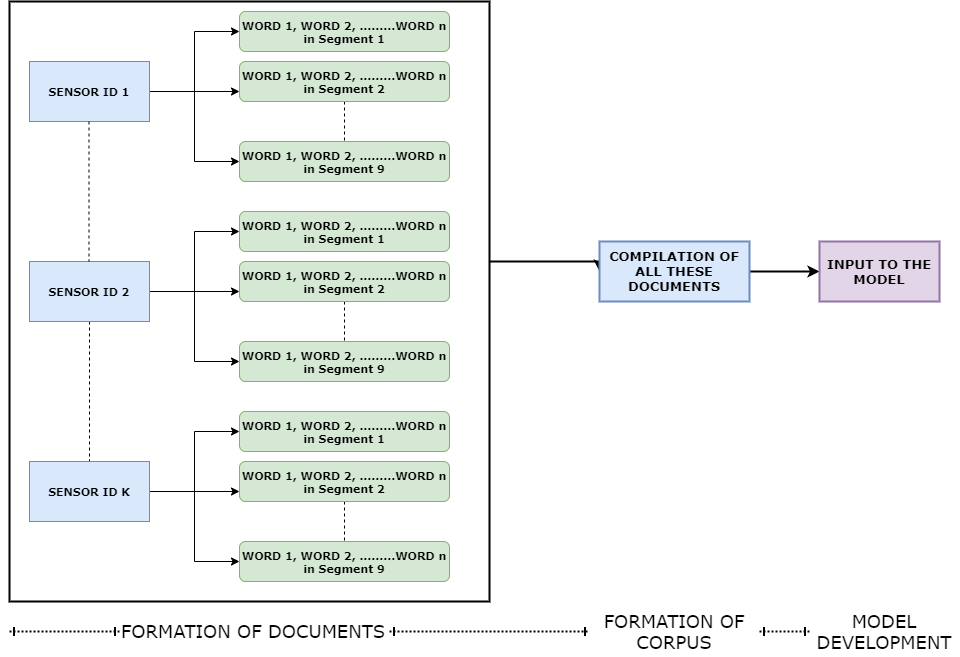 WORD 1, WORD 2, .........WORD n
in Segment 1
SENSOR ID 1
WORD 1, WORD 2, .........WORD n
in Segment 2
WORD 1, WORD 2, .........WORD n
in Segment 9
WORD 1, WORD 2, .........WORD n
in Segment 1
SENSOR ID 2
WORD 1, WORD 2, .........WORD n
in Segment 2
WORD 1, WORD 2, .........WORD n
in Segment 9
WORD 1, WORD 2, .........WORD n
in Segment 1
SENSOR ID K
WORD 1, WORD 2, .........WORD n
in Segment 2
WORD 1, WORD 2, .........WORD n
in Segment 9
COMPILATION OF
ALL THESE
DOCUMENTS
INPUT TO THE
MODEL
FORMATION OF DOCUMENTS
FORMATION OF
CORPUS
MODEL
DEVELOPMENT